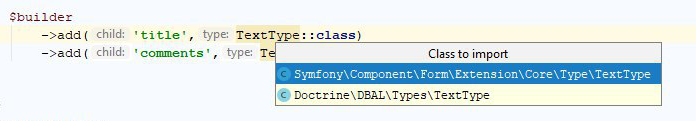 $builder
->add( child: 'title', type: TextType::class)
->add( child: 'comments', type: Te
Class to import
C Symfony\Component\Form\Extension\Core\Type\TextType
C Doctrine\DBAL\Types\TextType